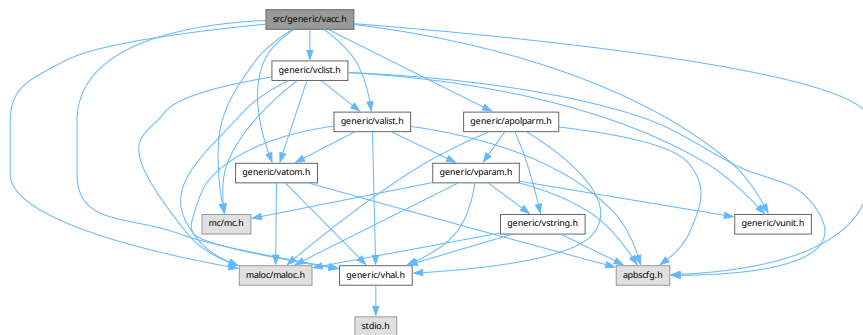 src/generic/vacc.h
generic/vclist.h
generic/valist.h
generic/apolparm.h
generic/vatom.h
generic/vparam.h
mc/mc.h
generic/vstring.h
generic/vunit.h
maloc/maloc.h
generic/vhal.h
apbscfg.h
stdio.h